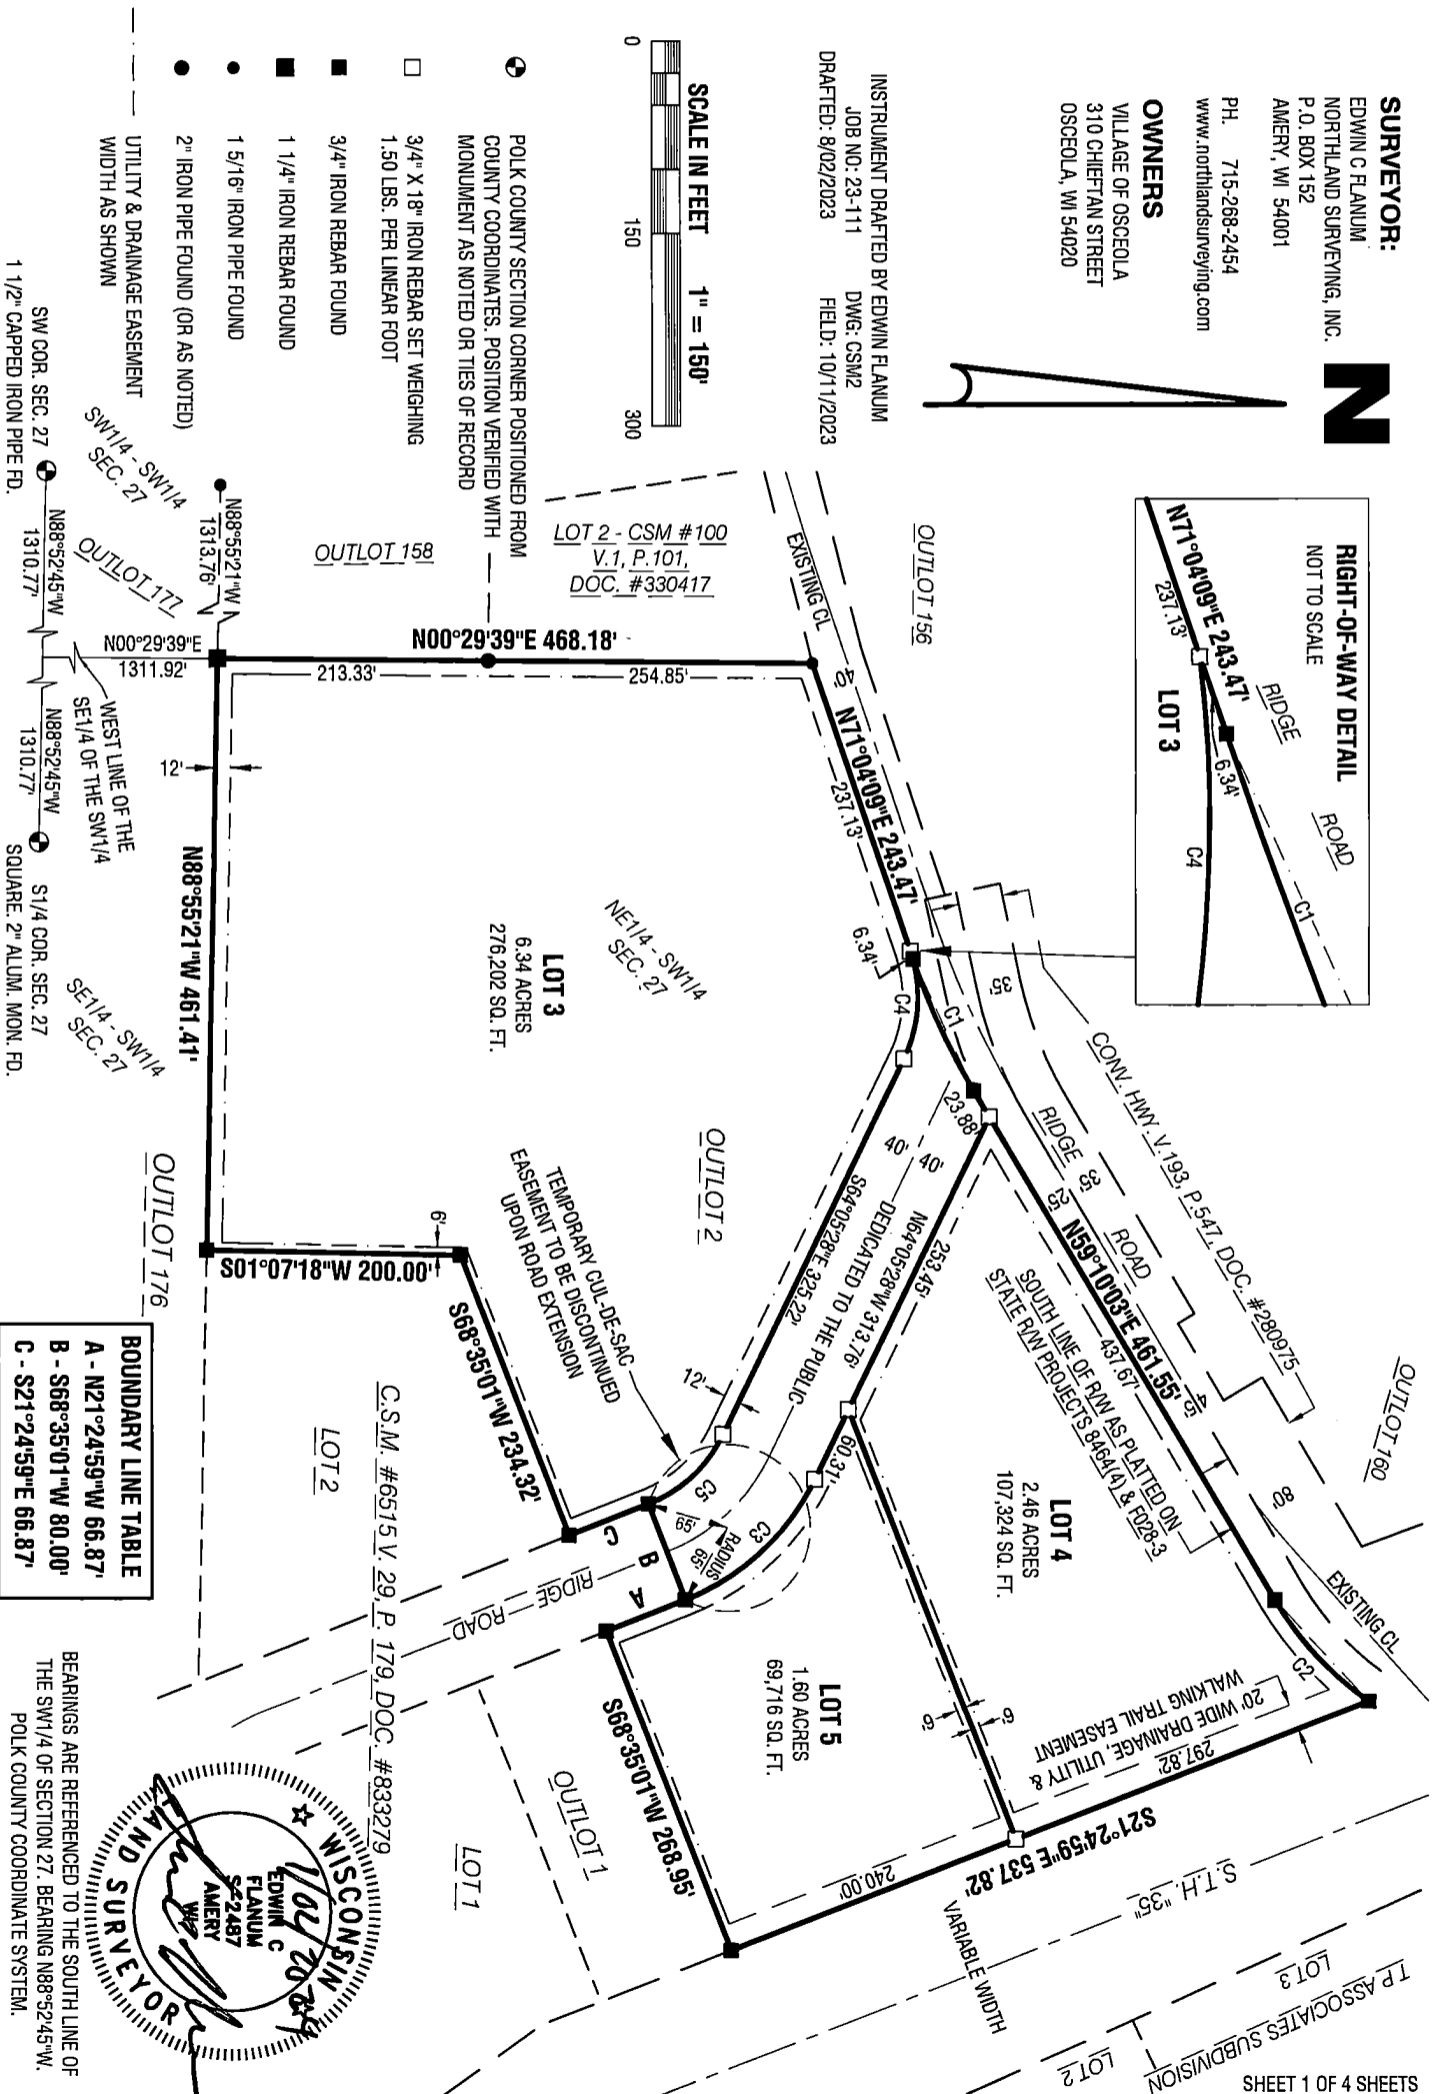 SURVEYOR:
EDWIN C FLANUM
NORTHLAND SURVEYING, INC.
P.O. BOX 152
AMERY, WI 54001
PH. 715-268-2454
www.northlandsurveying.com
OWNERS
VILLAGE OF OSCEOLA
310 CHIEFTAN STREET
OSCEOLA, WI 54020
N
INSTRUMENT DRAFTED BY EDWIN FLANUM
JOB NO: 23-111 DWG: CSM2
DRAFTED: 8/02/2023 FIELD: 10/11/2023
SCALE IN FEET 1" = 150'
0 150 300
POLK COUNTY SECTION CORNER POSITIONED FROM
COUNTY COORDINATES. POSITION VERIFIED WITH
MONUMENT AS NOTED OR TIES OF RECORD
3/4" X 18" IRON REBAR SET WEIGHING
1.50 LBS. PER LINEAR FOOT
3/4" IRON REBAR FOUND
1 1/4" IRON REBAR FOUND
1 5/16" IRON PIPE FOUND
2" IRON PIPE FOUND (OR AS NOTED)
UTILITY & DRAINAGE EASEMENT
WIDTH AS SHOWN
RIGHT-OF-WAY DETAIL
NOT TO SCALE
N71°04'09"E 243.47'
237.13'
6.34'
RIDGE
ROAD
C1
C4
LOT 3
OUTLOT 156
EXISTING CL
LOT 2 - CSM #100
V.1, P.101,
DOC. #330417
OUTLOT 158
N00°29'39"E 468.18'
213.33'
254.85'
N88°55'21"W
1313.76'
OUTLOT 177
SW1/4 - SW1/4
SEC. 27
N00°29'39"E
1311.92'
WEST LINE OF THE
SE1/4 OF THE SW1/4
SW COR. SEC. 27
1 1/2" CAPPED IRON PIPE FD.
N88°52'45"W
1310.77'
N88°52'45"W
1310.77'
S1/4 COR. SEC. 27
SQUARE. 2" ALUM. MON. FD.
40'
N71°04'09"E 243.47'
237.13'
6.34'
C4
C1
35'
CONV. HWY. V.193, P.547, DOC. #280975
RIDGE
ROAD
35'
25'
23.88'
N59°10'03"E 461.55'
437.67'
SOUTH LINE OF R/W AS PLATTED ON
STATE R/W PROJECTS 8464(4) & F028-3
45'
80'
OUTLOT 160
EXISTING CL
C2
LOT 3
6.34 ACRES
276,202 SQ. FT.
NE1/4 - SW1/4
SEC. 27
12'
N88°55'21"W 461.41'
SE1/4 - SW1/4
SEC. 27
OUTLOT 176
OUTLOT 2
40'
40'
S64°05'28"E 325.22'
DEDICATED TO THE PUBLIC
N64°05'28"W 313.76'
253.45'
60.31'
12'
TEMPORARY CUL-DE-SAC
EASEMENT TO BE DISCONTINUED
UPON ROAD EXTENSION
6'
S01°07'18"W 200.00'
S68°35'01"W 234.32'
C5
C3
65'
65'
RADIUS
A
B
C
RIDGE
ROAD
LOT 4
2.46 ACRES
107,324 SQ. FT.
LOT 5
1.60 ACRES
69,716 SQ. FT.
6'
6'
20' WIDE DRAINAGE, UTILITY &
WALKING TRAIL EASEMENT
297.82'
240.00'
S21°24'59"E 537.82'
S68°35'01"W 268.95'
S.T.H. "35"
VARIABLE WIDTH
TP ASSOCIATES SUBDIVISION
LOT 3
LOT 2
OUTLOT 1
LOT 1
LOT 2
C.S.M. #6515 V. 29, P. 179, DOC. #833279
BOUNDARY LINE TABLE
A - N21°24'59"W 66.87'
B - S68°35'01"W 80.00'
C - S21°24'59"E 66.87'
BEARINGS ARE REFERENCED TO THE SOUTH LINE OF
THE SW1/4 OF SECTION 27. BEARING N88°52'45"W.
POLK COUNTY COORDINATE SYSTEM.
WISCONSIN
EDWIN C
FLANUM
S-2487
AMERY
LAND SURVEYOR
SHEET 1 OF 4 SHEETS